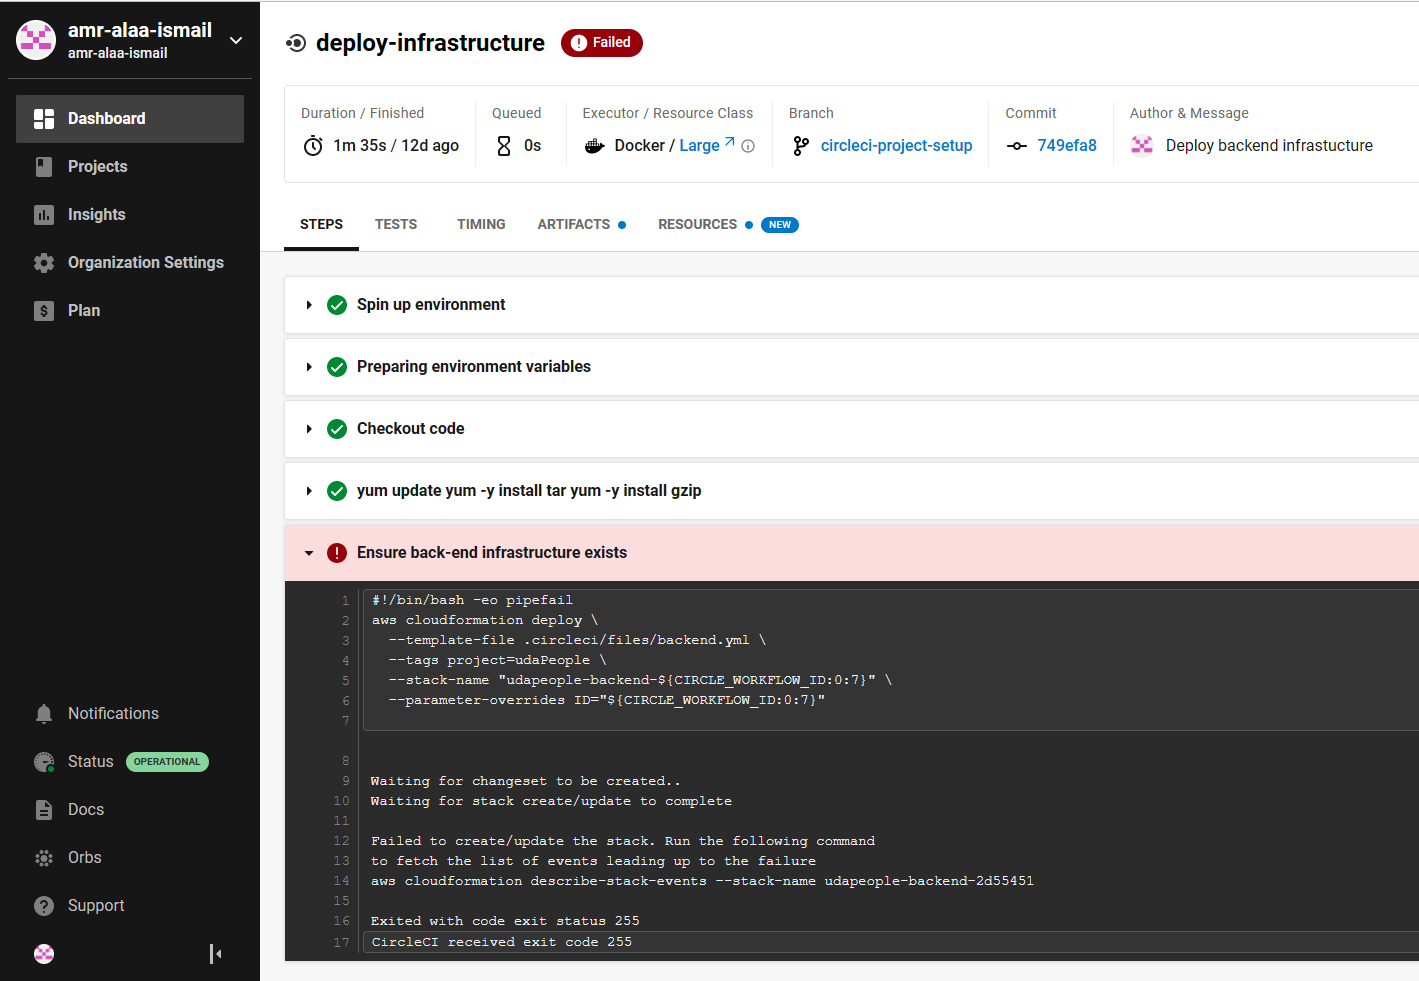 amr-alaa-ismail
amr-alaa-ismail
Dashboard
Projects
Insights
Organization Settings
Plan
Notifications
Status OPERATIONAL
Docs
Orbs
Support
deploy-infrastructure Failed
Duration / Finished
1m 35s / 12d ago
Queued
0s
Executor / Resource Class
Docker / Large
Branch
circleci-project-setup
Commit
749efa8
Author & Message
Deploy backend infrastucture
STEPS TESTS TIMING ARTIFACTS RESOURCES NEW
Spin up environment
Preparing environment variables
Checkout code
yum update yum -y install tar yum -y install gzip
Ensure back-end infrastructure exists
1 #!/bin/bash -eo pipefail
2 aws cloudformation deploy \
3 --template-file .circleci/files/backend.yml \
4 --tags project=udaPeople \
5 --stack-name "udapeople-backend-${CIRCLE_WORKFLOW_ID:0:7}" \
6 --parameter-overrides ID="${CIRCLE_WORKFLOW_ID:0:7}"
7
8
9 Waiting for changeset to be created..
10 Waiting for stack create/update to complete
11
12 Failed to create/update the stack. Run the following command
13 to fetch the list of events leading up to the failure
14 aws cloudformation describe-stack-events --stack-name udapeople-backend-2d55451
15
16 Exited with code exit status 255
17 CircleCI received exit code 255